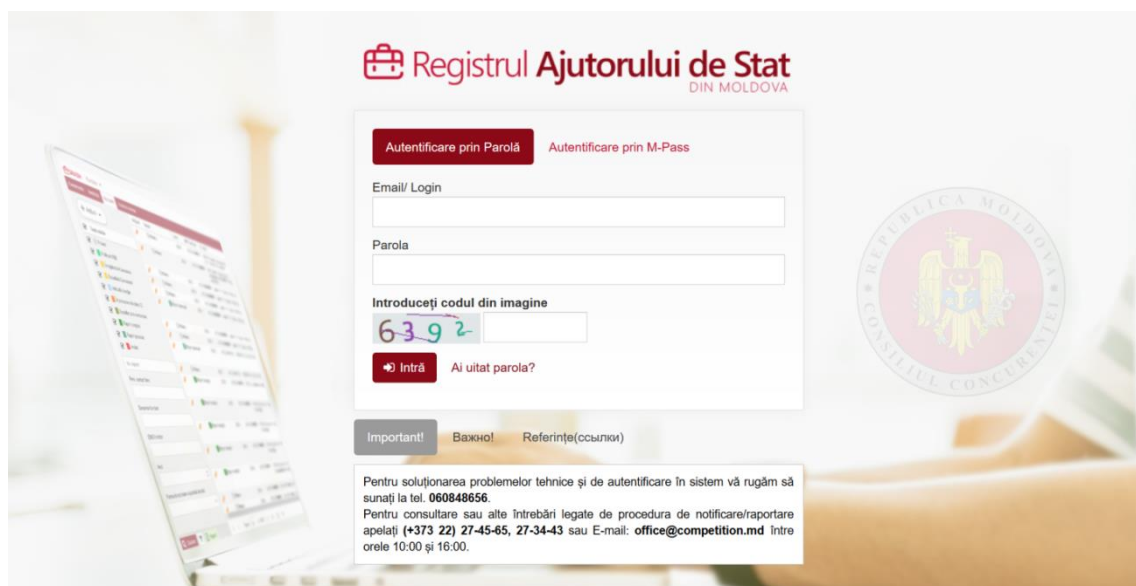 Registrul Ajutorului de Stat
DIN MOLDOVA
Autentificare prin Parolă Autentificare prin M-Pass
Email/ Login
Parola
REPUBLICA MOLDOVA
CONSILIUL CONCURENȚEI
Introduceți codul din imagine
6392
Intră Ai uitat parola?
Important! Важно! Referințe(ссылки)
Pentru soluționarea problemelor tehnice și de autentificare în sistem vă rugăm să
sunați la tel. 060848656.
Pentru consultare sau alte întrebări legate de procedura de notificare/raportare
apelați (+373 22) 27-45-65, 27-34-43 sau E-mail: office@competition.md între
orele 10:00 și 16:00.